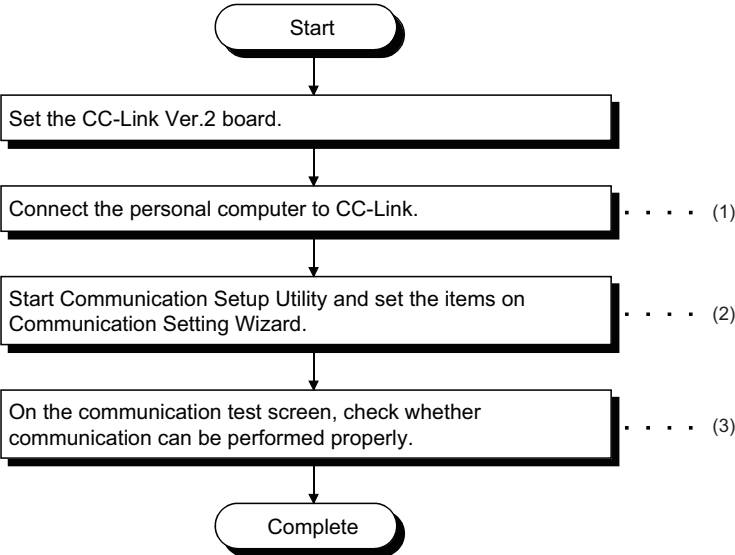 Start
Set the CC-Link Ver.2 board.
Connect the personal computer to CC-Link.
(1)
Start Communication Setup Utility and set the items on
Communication Setting Wizard.
(2)
On the communication test screen, check whether
communication can be performed properly.
(3)
Complete